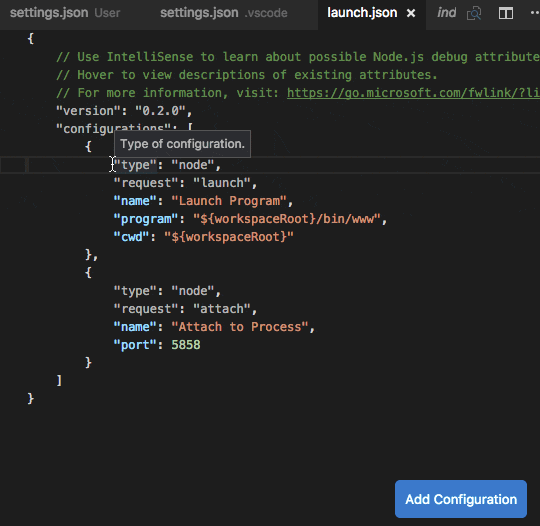 settings.json User settings.json .vscode launch.json ind
{
// Use IntelliSense to learn about possible Node.js debug attribute
// Hover to view descriptions of existing attributes.
// For more information, visit: https://go.microsoft.com/fwlink/?li
"version": "0.2.0",
"configurations": [
{
Type of configuration.
"type": "node",
"request": "launch",
"name": "Launch Program",
"program": "${workspaceRoot}/bin/www",
"cwd": "${workspaceRoot}"
},
{
"type": "node",
"request": "attach",
"name": "Attach to Process",
"port": 5858
}
]
}
Add Configuration